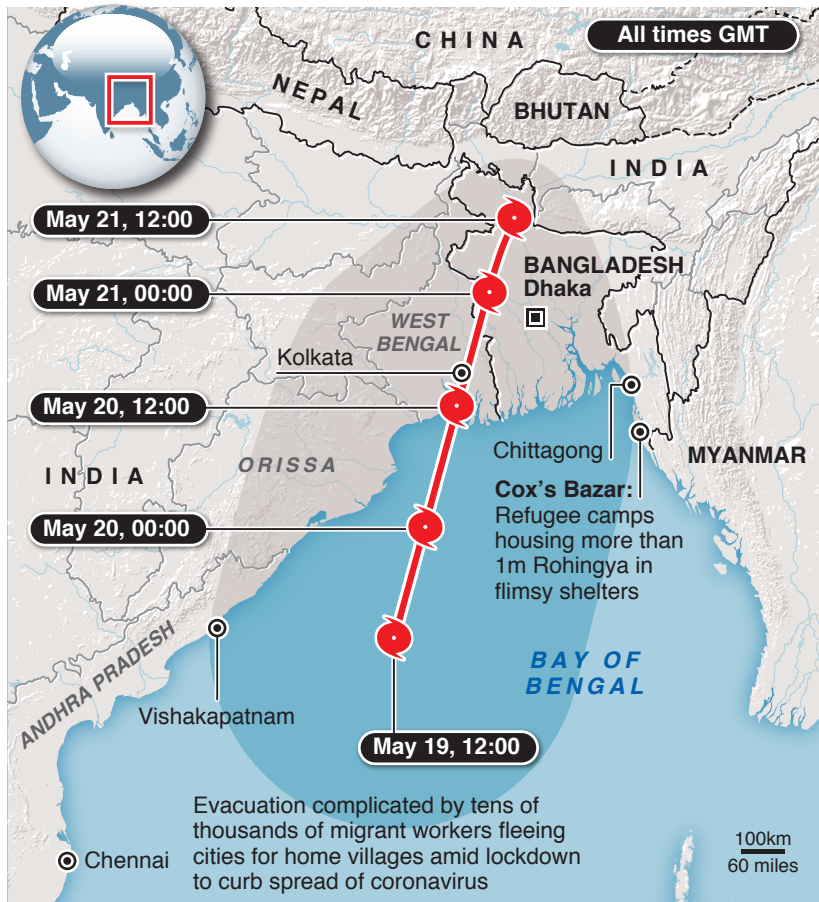 All times GMT
CHINA
NEPAL
BHUTAN
INDIA
May 21, 12:00
May 21, 00:00
BANGLADESH
Dhaka
WEST
BENGAL
Kolkata
May 20, 12:00
Chittagong
MYANMAR
ORISSA
INDIA
Cox's Bazar:
Refugee camps
housing more than
1m Rohingya in
flimsy shelters
May 20, 00:00
ANDHRA PRADESH
BAY OF
BENGAL
Vishakapatnam
May 19, 12:00
Evacuation complicated by tens of
thousands of migrant workers fleeing
cities for home villages amid lockdown
to curb spread of coronavirus
Chennai
100km
60 miles